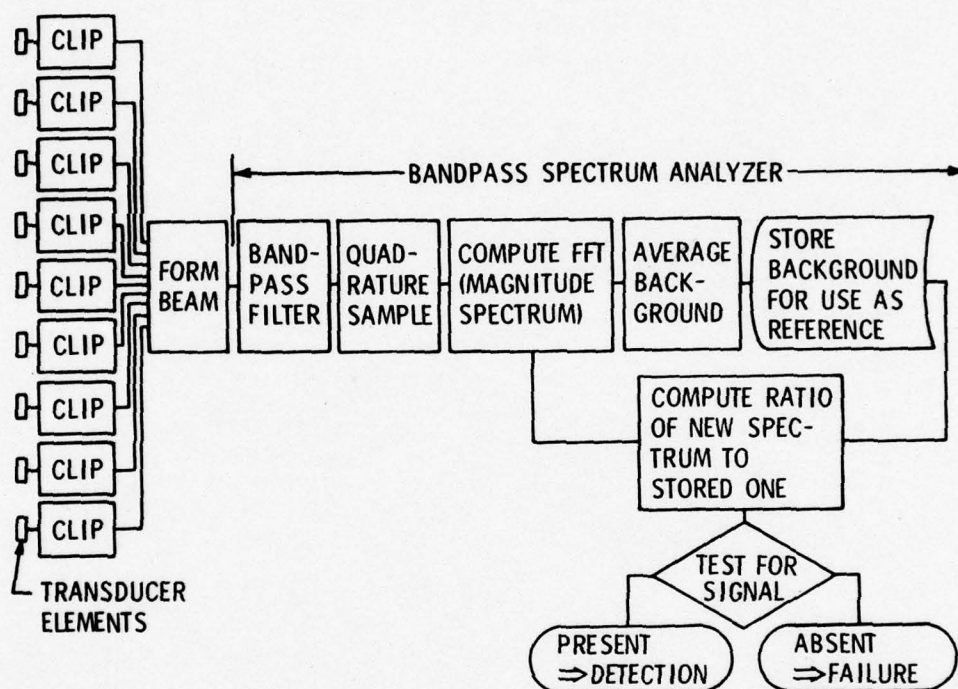 CLIP
CLIP
CLIP
CLIP
CLIP
CLIP
CLIP
CLIP
CLIP
TRANSDUCER
ELEMENTS
FORM
BEAM
BANDPASS SPECTRUM ANALYZER
BAND-
PASS
FILTER
QUAD-
RATURE
SAMPLE
COMPUTE FFT
(MAGNITUDE
SPECTRUM)
AVERAGE
BACK-
GROUND
STORE
BACKGROUND
FOR USE AS
REFERENCE
COMPUTE RATIO
OF NEW SPEC-
TRUM TO
STORED ONE
TEST FOR
SIGNAL
PRESENT
⇒DETECTION
ABSENT
⇒FAILURE